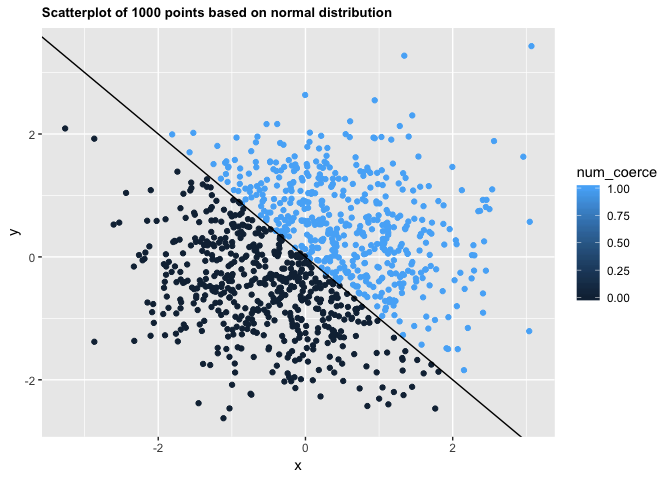 Scatterplot of 1000 points based on normal distribution
y
2
0
-2
-2
0
2
x
num_coerce
1.00
0.75
0.50
0.25
0.00